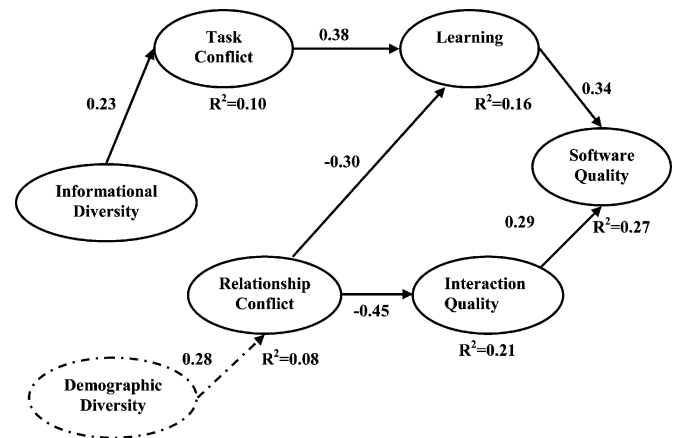 Task
Conflict
0.38
Learning
R²=0.10
R²=0.16
0.23
0.34
Informational
Diversity
-0.30
Software
Quality
0.29
R²=0.27
Relationship
Conflict
-0.45
Interaction
Quality
0.28
R²=0.08
R²=0.21
Demographic
Diversity